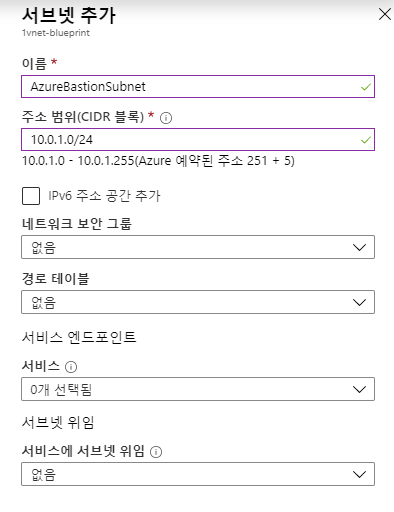 서브넷 추가
1vnet-blueprint
이름 *
AzureBastionSubnet
주소 범위(CIDR 블록) *
10.0.1.0/24
10.0.1.0 - 10.0.1.255(Azure 예약된 주소 251 + 5)
IPv6 주소 공간 추가
네트워크 보안 그룹
없음
경로 테이블
없음
서비스 엔드포인트
서비스
0개 선택됨
서브넷 위임
서비스에 서브넷 위임
없음